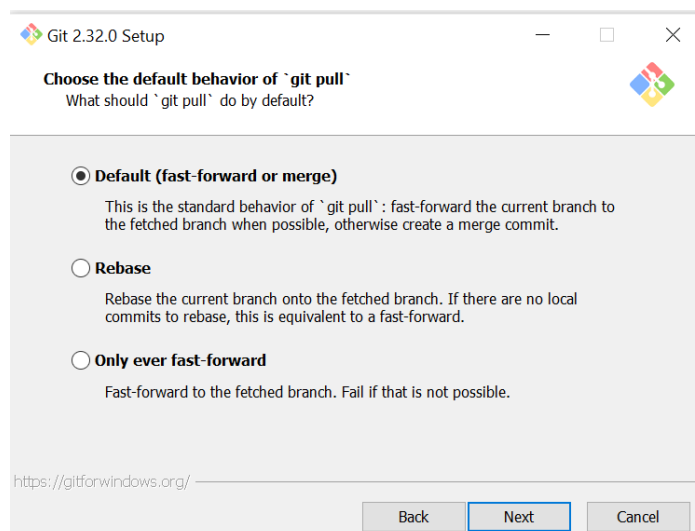 Git 2.32.0 Setup
Choose the default behavior of `git pull`
What should `git pull` do by default?
Default (fast-forward or merge)
This is the standard behavior of `git pull`: fast-forward the current branch to
the fetched branch when possible, otherwise create a merge commit.
Rebase
Rebase the current branch onto the fetched branch. If there are no local
commits to rebase, this is equivalent to a fast-forward.
Only ever fast-forward
Fast-forward to the fetched branch. Fail if that is not possible.
https://gitforwindows.org/
Back Next Cancel